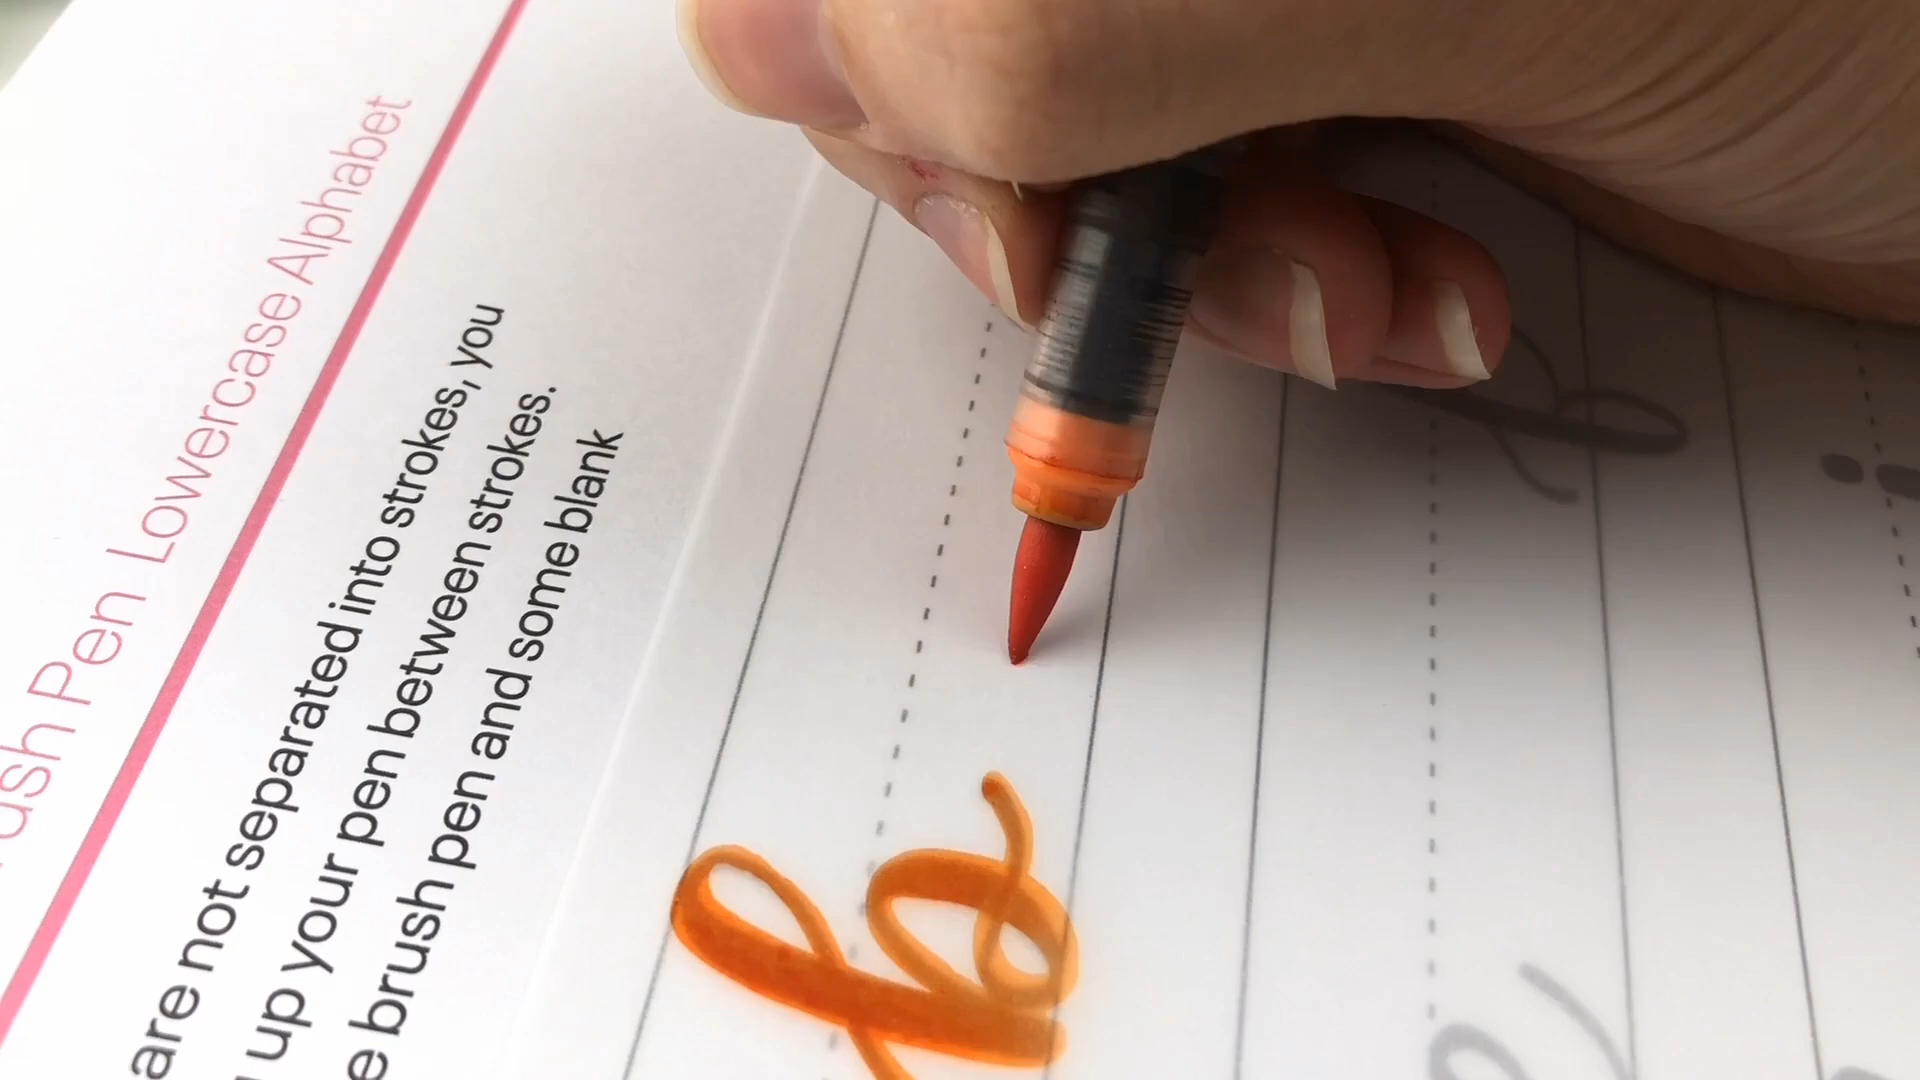 ush Pen Lowercase Alphabet
are not separated into strokes, you
up your pen between strokes.
e brush pen and some blank
k